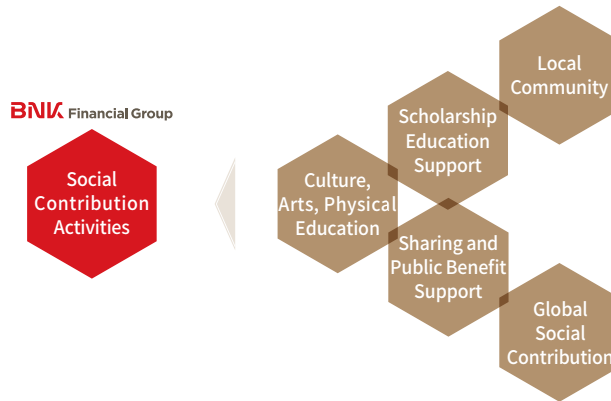 BNK Financial Group
Social
Contribution
Activities
Culture,
Arts, Physical
Education
Scholarship
Education
Support
Local
Community
Sharing and
Public Benefit
Support
Global
Social
Contribution